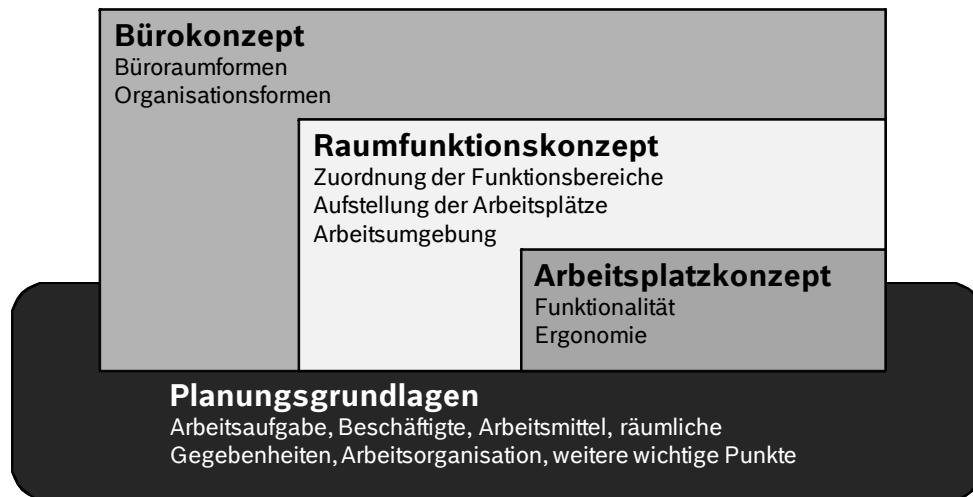 Bürokonzept
Büroraumformen
Organisationsformen
Raumfunktionskonzept
Zuordnung der Funktionsbereiche
Aufstellung der Arbeitsplätze
Arbeitsumgebung
Arbeitsplatzkonzept
Funktionalität
Ergonomie
Planungsgrundlagen
Arbeitsaufgabe, Beschäftigte, Arbeitsmittel, räumliche
Gegebenheiten, Arbeitsorganisation, weitere wichtige Punkte